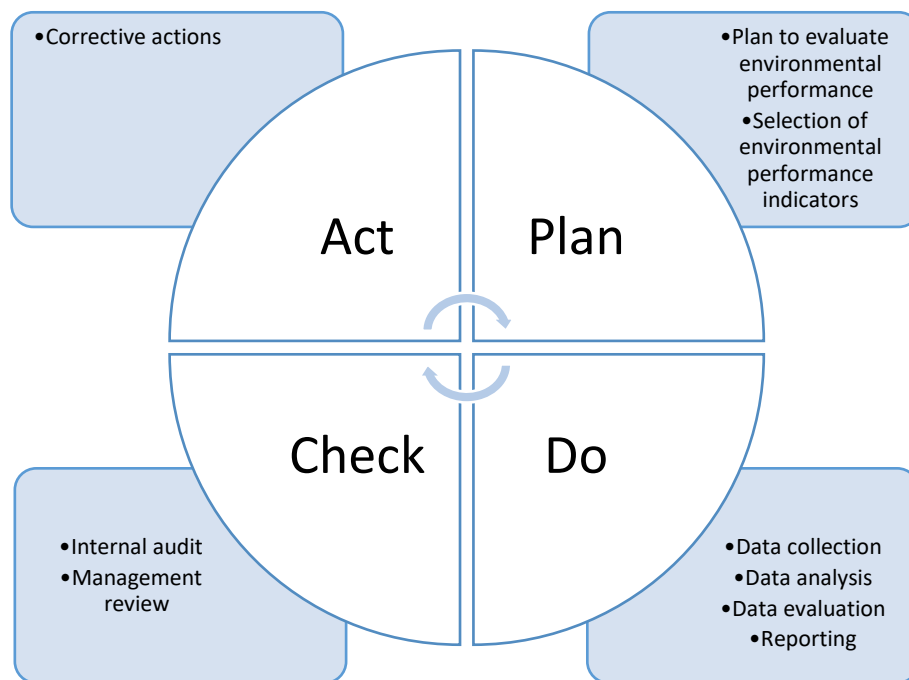 •Corrective actions
•Plan to evaluate
environmental
performance
•Selection of
environmental
performance
indicators
Act
Plan
Check
Do
•Internal audit
•Management
review
•Data collection
•Data analysis
•Data evaluation
•Reporting